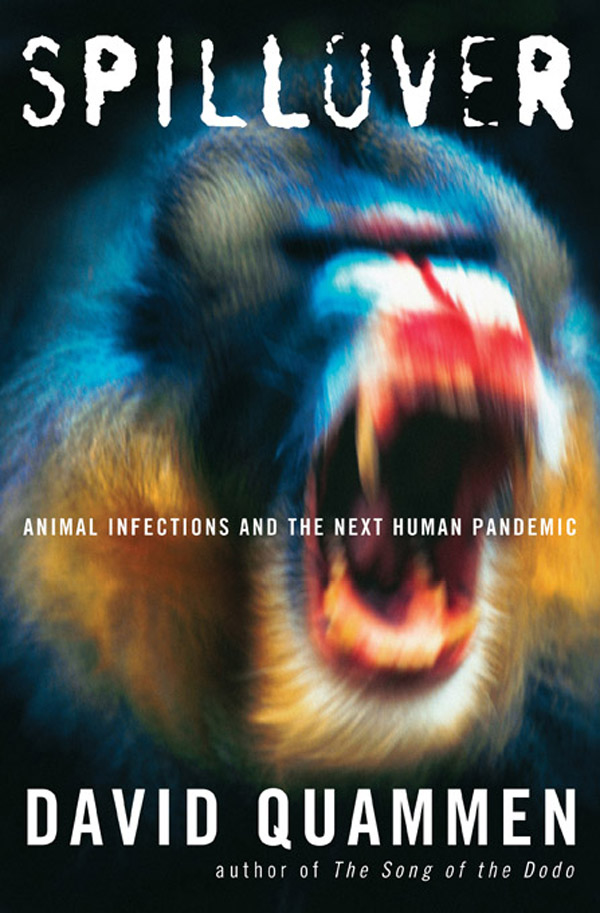 SPILLOVER
ANIMAL INFECTIONS AND THE NEXT HUMAN PANDEMIC
DAVID QUAMMEN
author of The Song of the Dodo